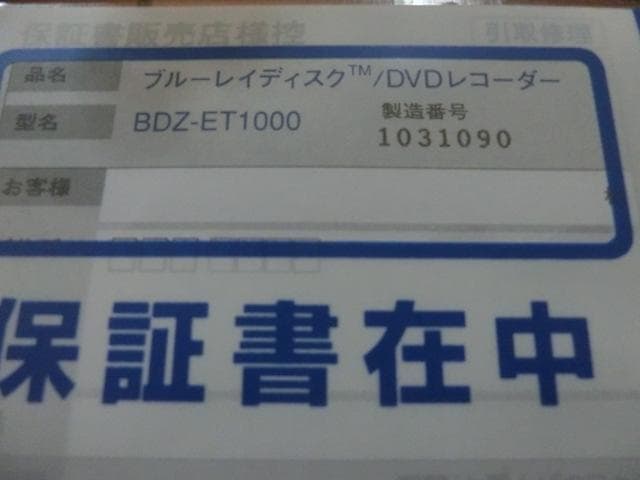 保証書販売店様控 引取修理
品名 ブルーレイディスク™/DVDレコーダー
型名 BDZ-ET1000 製造番号
1031090
お客様
保証書在中